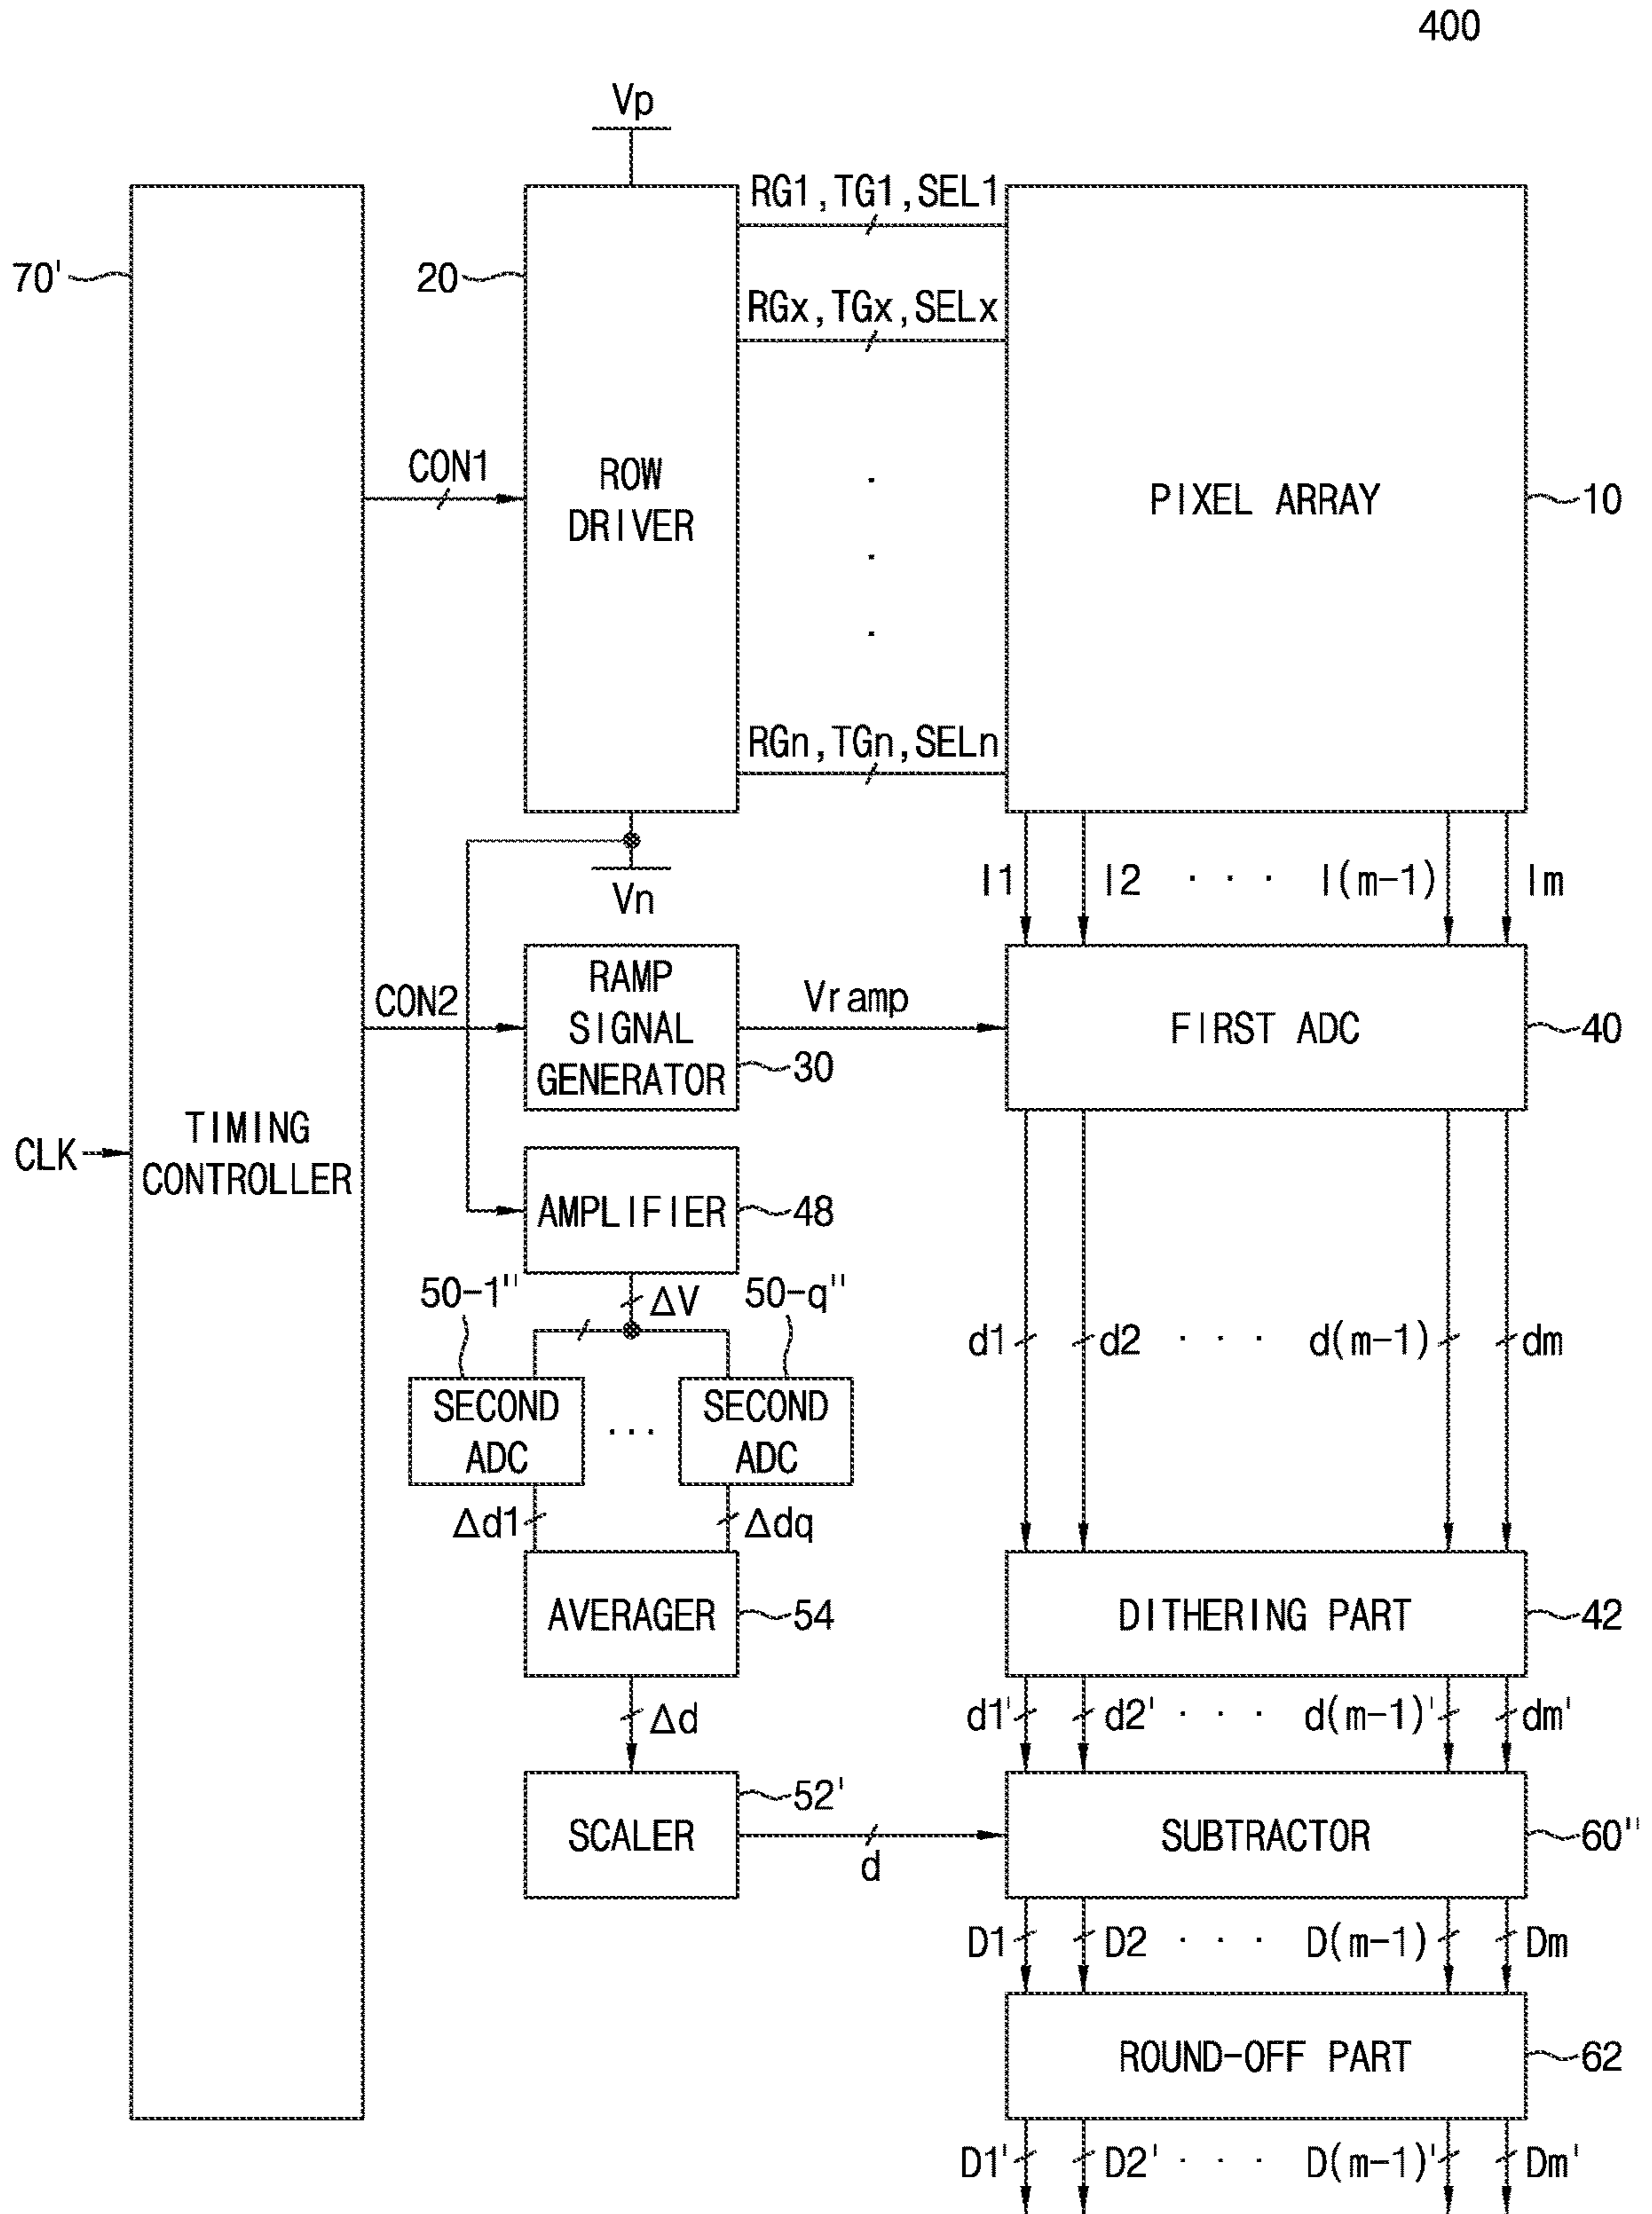 400
Vp
RG1,TG1,SEL1
70'
20
RGx,TGx,SELx
CON1
ROW
DRIVER
.
.
.
PIXEL ARRAY
10
RGn,TGn,SELn
Vn
I1
I2
· · ·
I(m-1)
Im
CON2
RAMP
SIGNAL
GENERATOR
30
Vramp
FIRST ADC
40
CLK
TIMING
CONTROLLER
AMPLIFIER
48
50-1"
ΔV
50-q"
d1
d2
· · ·
d(m-1)
dm
SECOND
ADC
...
SECOND
ADC
Δd1
Δdq
AVERAGER
54
DITHERING PART
42
Δd
d1'
d2'
· · ·
d(m-1)'
dm'
SCALER
52'
d
SUBTRACTOR
60"
D1
D2
· · ·
D(m-1)
Dm
ROUND-OFF PART
62
D1'
D2'
· · ·
D(m-1)'
Dm'